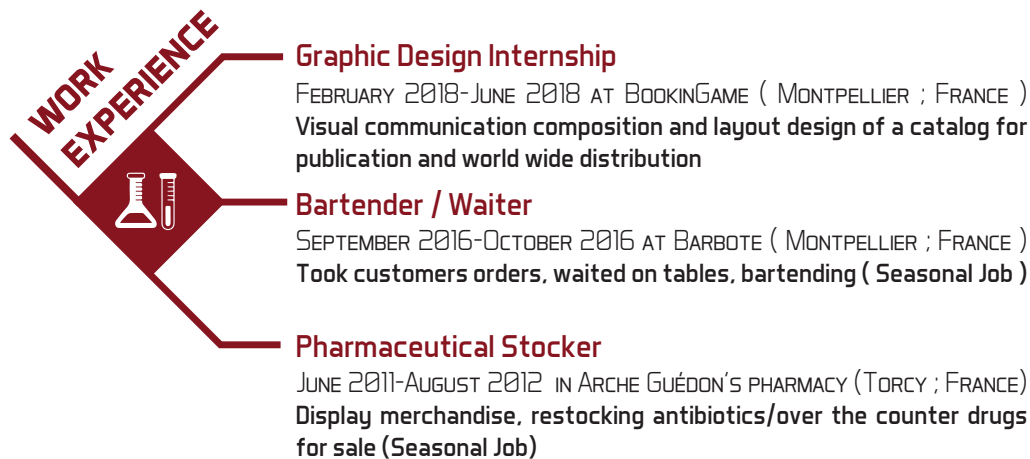 WORK
EXPERIENCE
Graphic Design Internship
February 2018-June 2018 at BookinGame ( Montpellier ; France )
Visual communication composition and layout design of a catalog for
publication and world wide distribution
Bartender / Waiter
September 2016-October 2016 at Barbote ( Montpellier ; France )
Took customers orders, waited on tables, bartending ( Seasonal Job )
Pharmaceutical Stocker
June 2011-August 2012 in Arche Guédon's pharmacy (Torcy ; France)
Display merchandise, restocking antibiotics/over the counter drugs
for sale (Seasonal Job)